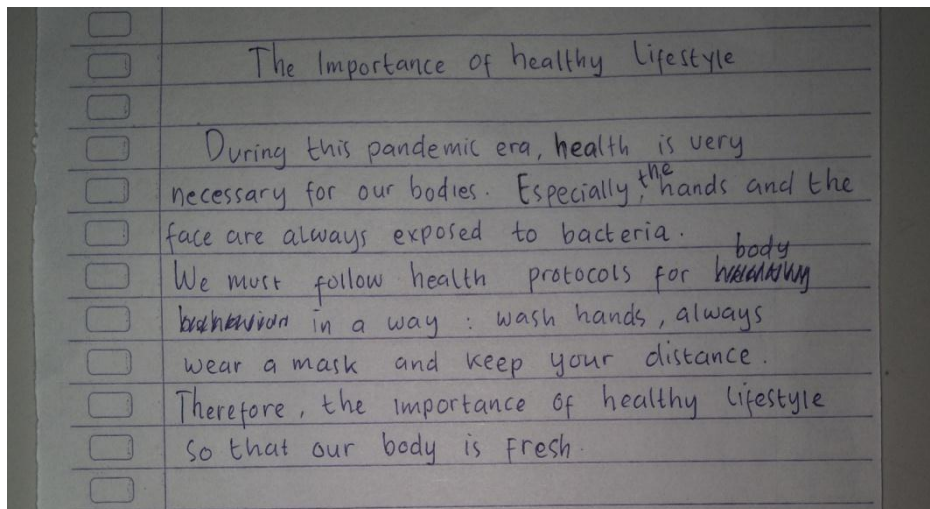 The Importance of healthy lifestyle
During this pandemic era, health is very
necessary for our bodies. Especially, the hands and the
face are always exposed to bacteria.
We must follow health protocols for body
in a way : wash hands, always
wear a mask and keep your distance.
Therefore, the importance of healthy lifestyle
so that our body is fresh.